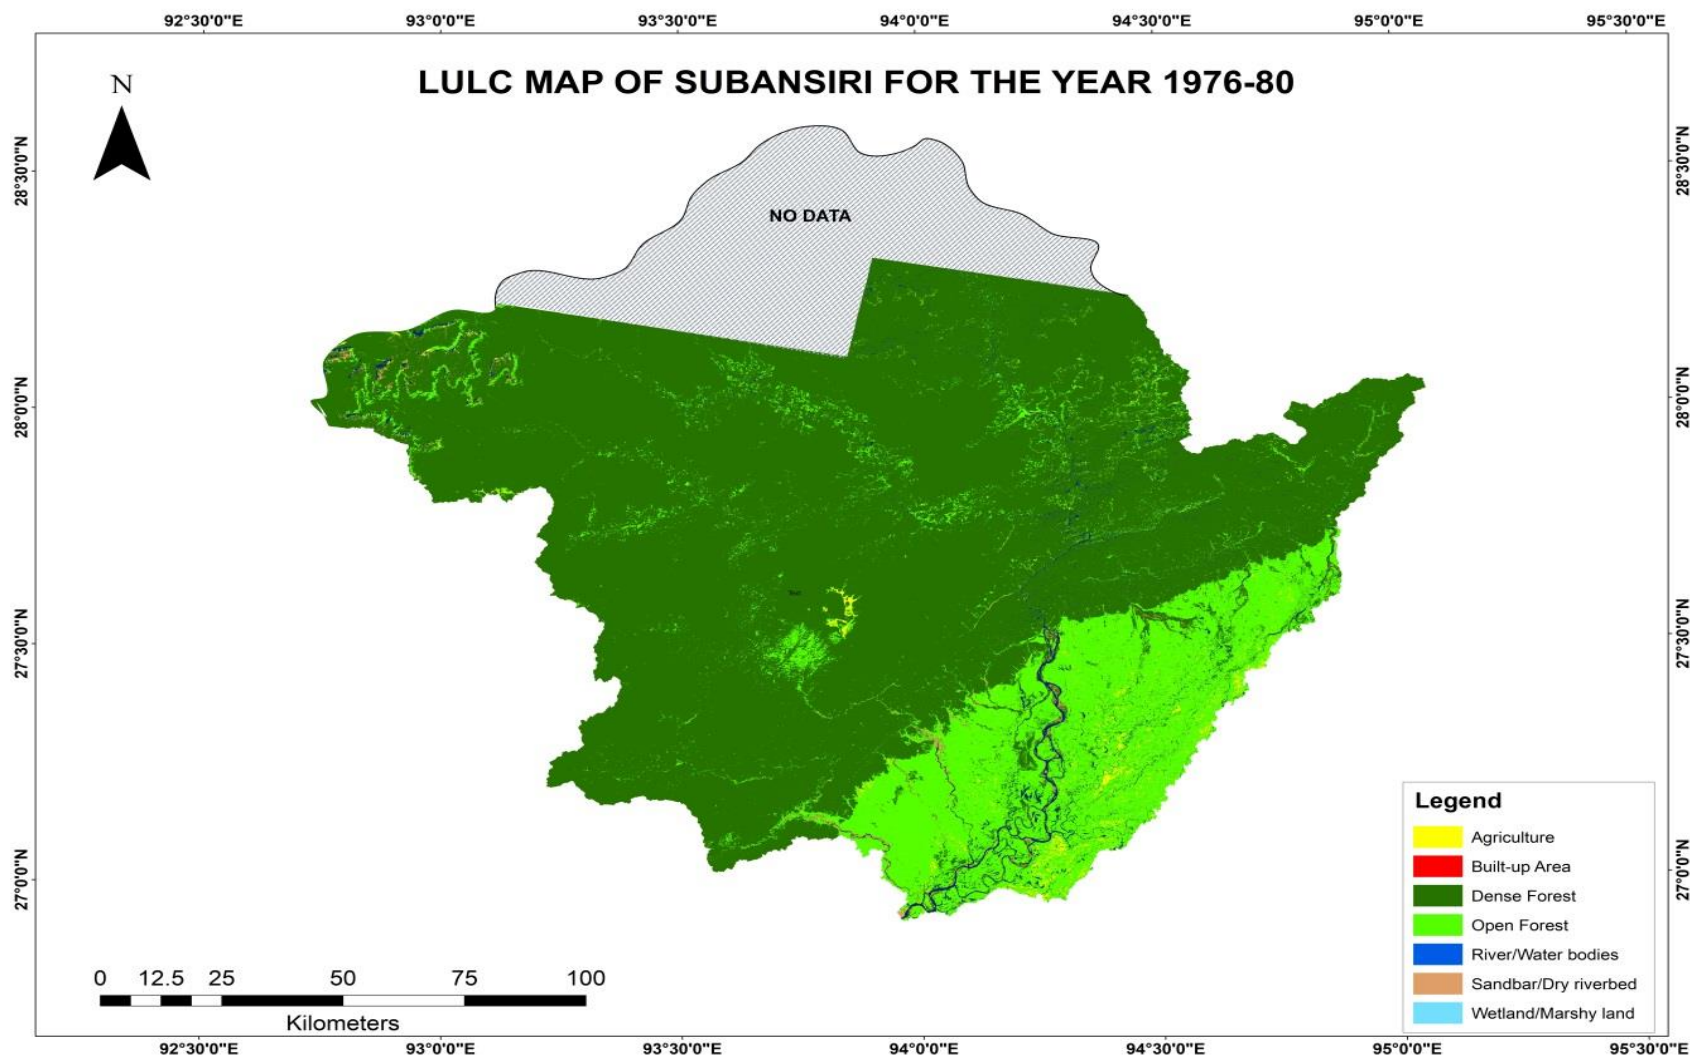 92°30'0"E 93°0'0"E 93°30'0"E 94°0'0"E 94°30'0"E 95°0'0"E 95°30'0"E
LULC MAP OF SUBANSIRI FOR THE YEAR 1976-80
N
28°30'0"N
28°0'0"N
27°30'0"N
27°0'0"N
28°30'0"N
28°0'0"N
27°30'0"N
27°0'0"N
NO DATA
Legend
Agriculture
Built-up Area
Dense Forest
Open Forest
River/Water bodies
Sandbar/Dry riverbed
Wetland/Marshy land
0 12.5 25 50 75 100
Kilometers
92°30'0"E 93°0'0"E 93°30'0"E 94°0'0"E 94°30'0"E 95°0'0"E 95°30'0"E